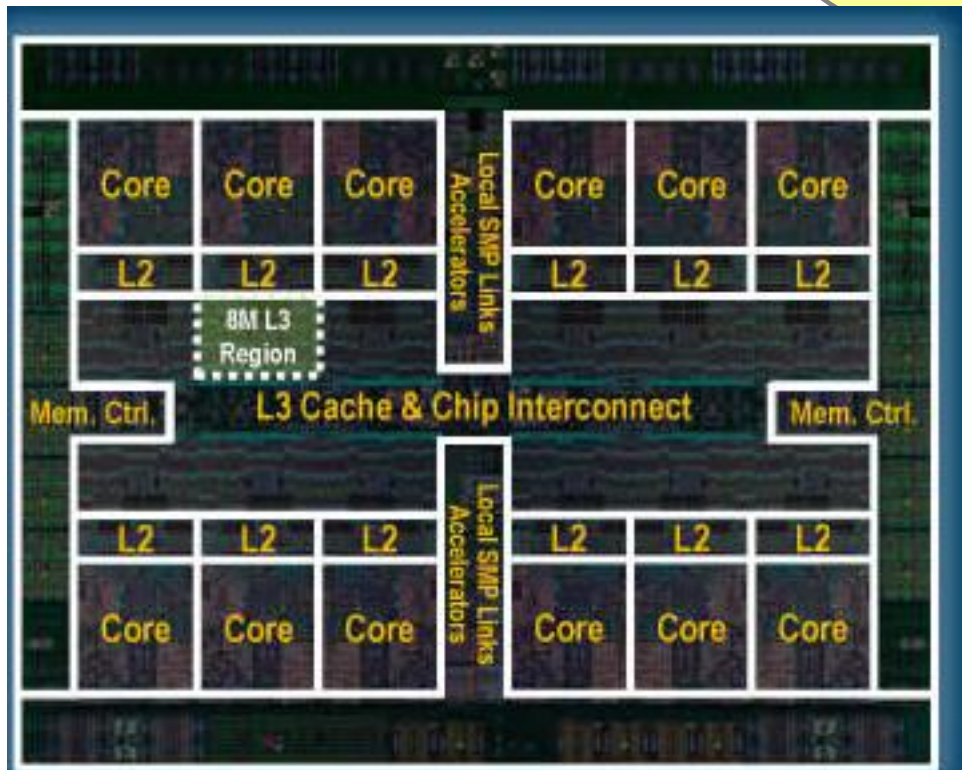 Core Core Core Core Core Core
Local SMP Links
Accelerators
L2 L2 L2 L2 L2 L2
8M L3
Region
Mem. Ctrl. L3 Cache & Chip Interconnect Mem. Ctrl.
Local SMP Links
Accelerators
L2 L2 L2 L2 L2 L2
Core Core Core Core Core Core